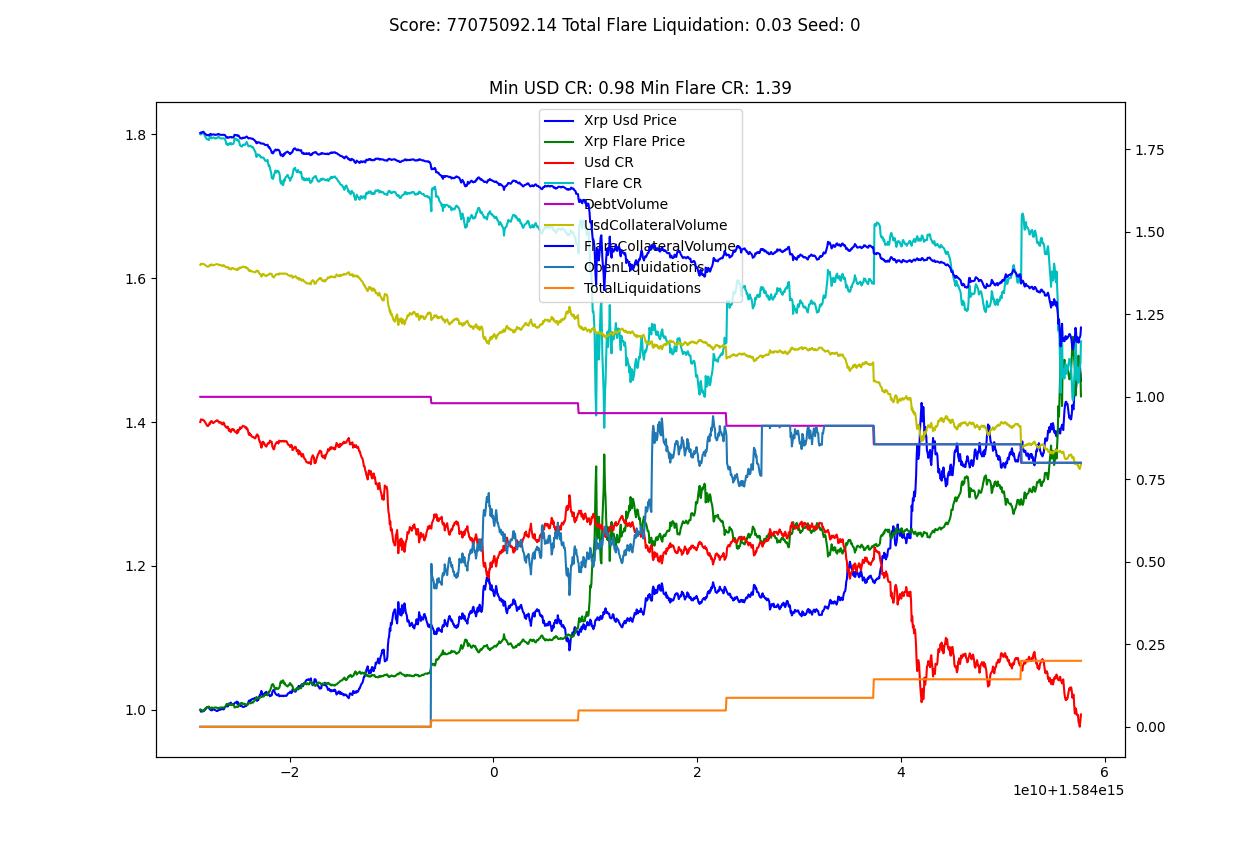 Score: 77075092.14 Total Flare Liquidation: 0.03 Seed: 0
Min USD CR: 0.98 Min Flare CR: 1.39
Xrp Usd Price
Xrp Flare Price
Usd CR
Flare CR
DebtVolume
UsdCollateralVolume
FlareCollateralVolume
OpenLiquidations
TotalLiquidations
1.8
1.6
1.4
1.2
1.0
1.75
1.50
1.25
1.00
0.75
0.50
0.25
0.00
−2 0 2 4 6
1e10+1.584e15